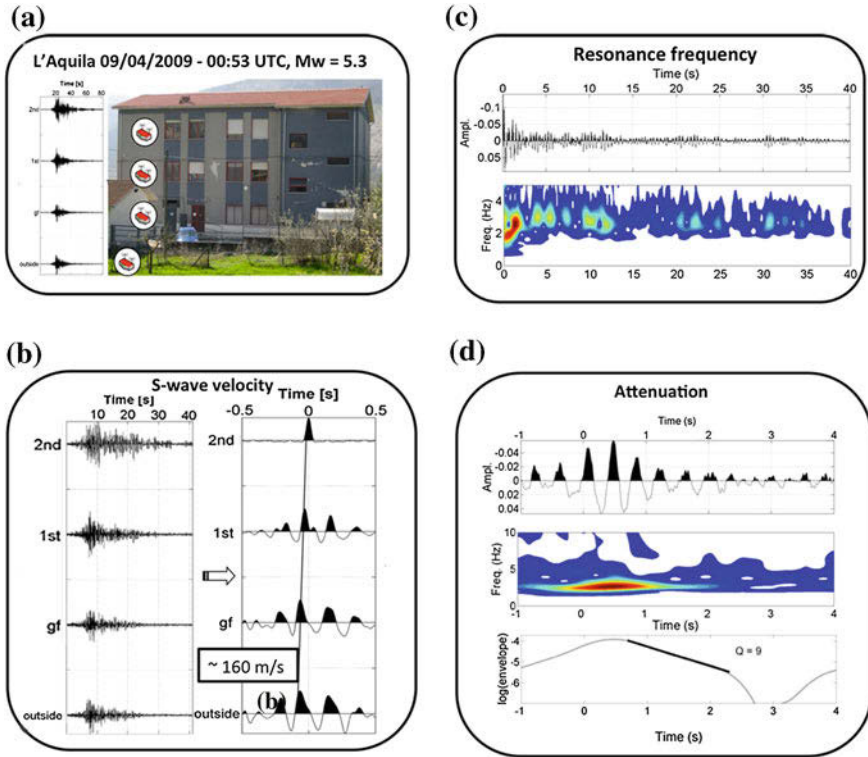 (a)
L'Aquila 09/04/2009 - 00:53 UTC, Mw = 5.3
Time [s]
20 40 60 80
2nd
1st
gf
outside
(b)
S-wave velocity
Time [s]
10 20 30 40
2nd
1st
gf
outside
Time [s]
-0.5 0 0.5
2nd
1st
gf
outside
~ 160 m/s
(b)
(c)
Resonance frequency
Time (s)
0 5 10 15 20 25 30 35 40
Ampl.
-0.1
-0.05
0
0.05
Freq. (Hz)
4
2
0
0 5 10 15 20 25 30 35 40
(d)
Attenuation
Time (s)
-1 0 1 2 3 4
Ampl.
-0.04
-0.02
0
0.02
0.04
Freq. (Hz)
10
5
0
-1 0 1 2 3 4
Time (s)
log(envelope)
-4
-5
-6
Q = 9
-1 0 1 2 3 4
Time (s)